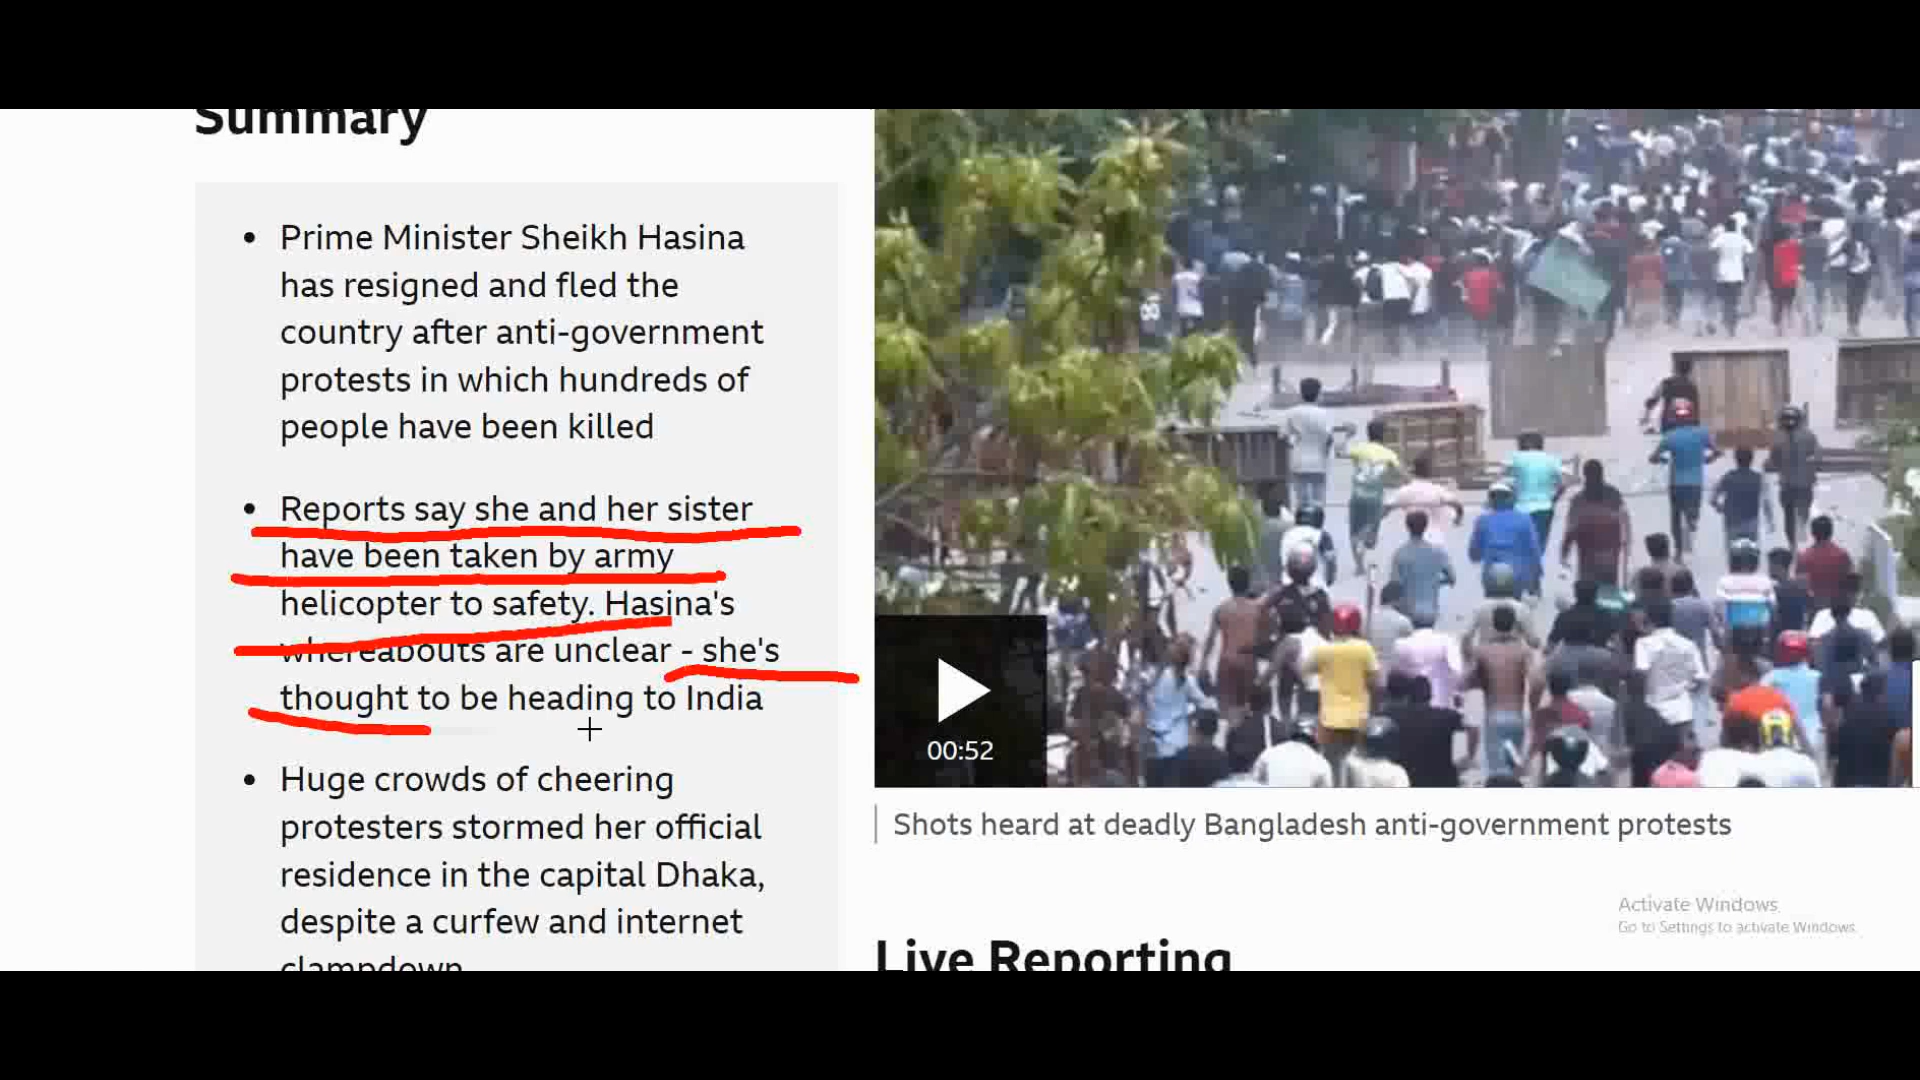 Summary
Prime Minister Sheikh Hasina
has resigned and fled the
country after anti-government
protests in which hundreds of
people have been killed
Reports say she and her sister
have been taken by army
helicopter to safety. Hasina's
whereabouts are unclear - she's
thought to be heading to India
Huge crowds of cheering
protesters stormed her official
residence in the capital Dhaka,
despite a curfew and internet
clampdown
00:52
Shots heard at deadly Bangladesh anti-government protests
Live Reporting
Activate Windows
Go to Settings to activate Windows.